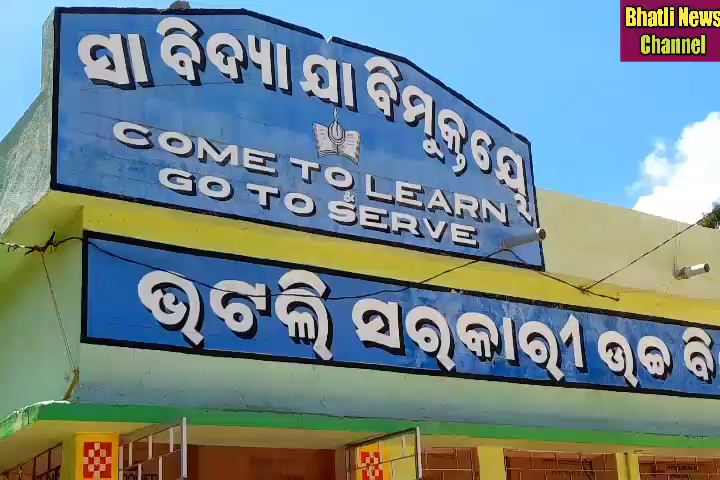 Bhatli News
Channel
ସା ବିଦ୍ୟା ଯା ବିମୁକ୍ତୟେ
COME TO LEARN
&
GO TO SERVE
ଭଟଲି ସରକାରୀ ଉଚ୍ଚ ବି